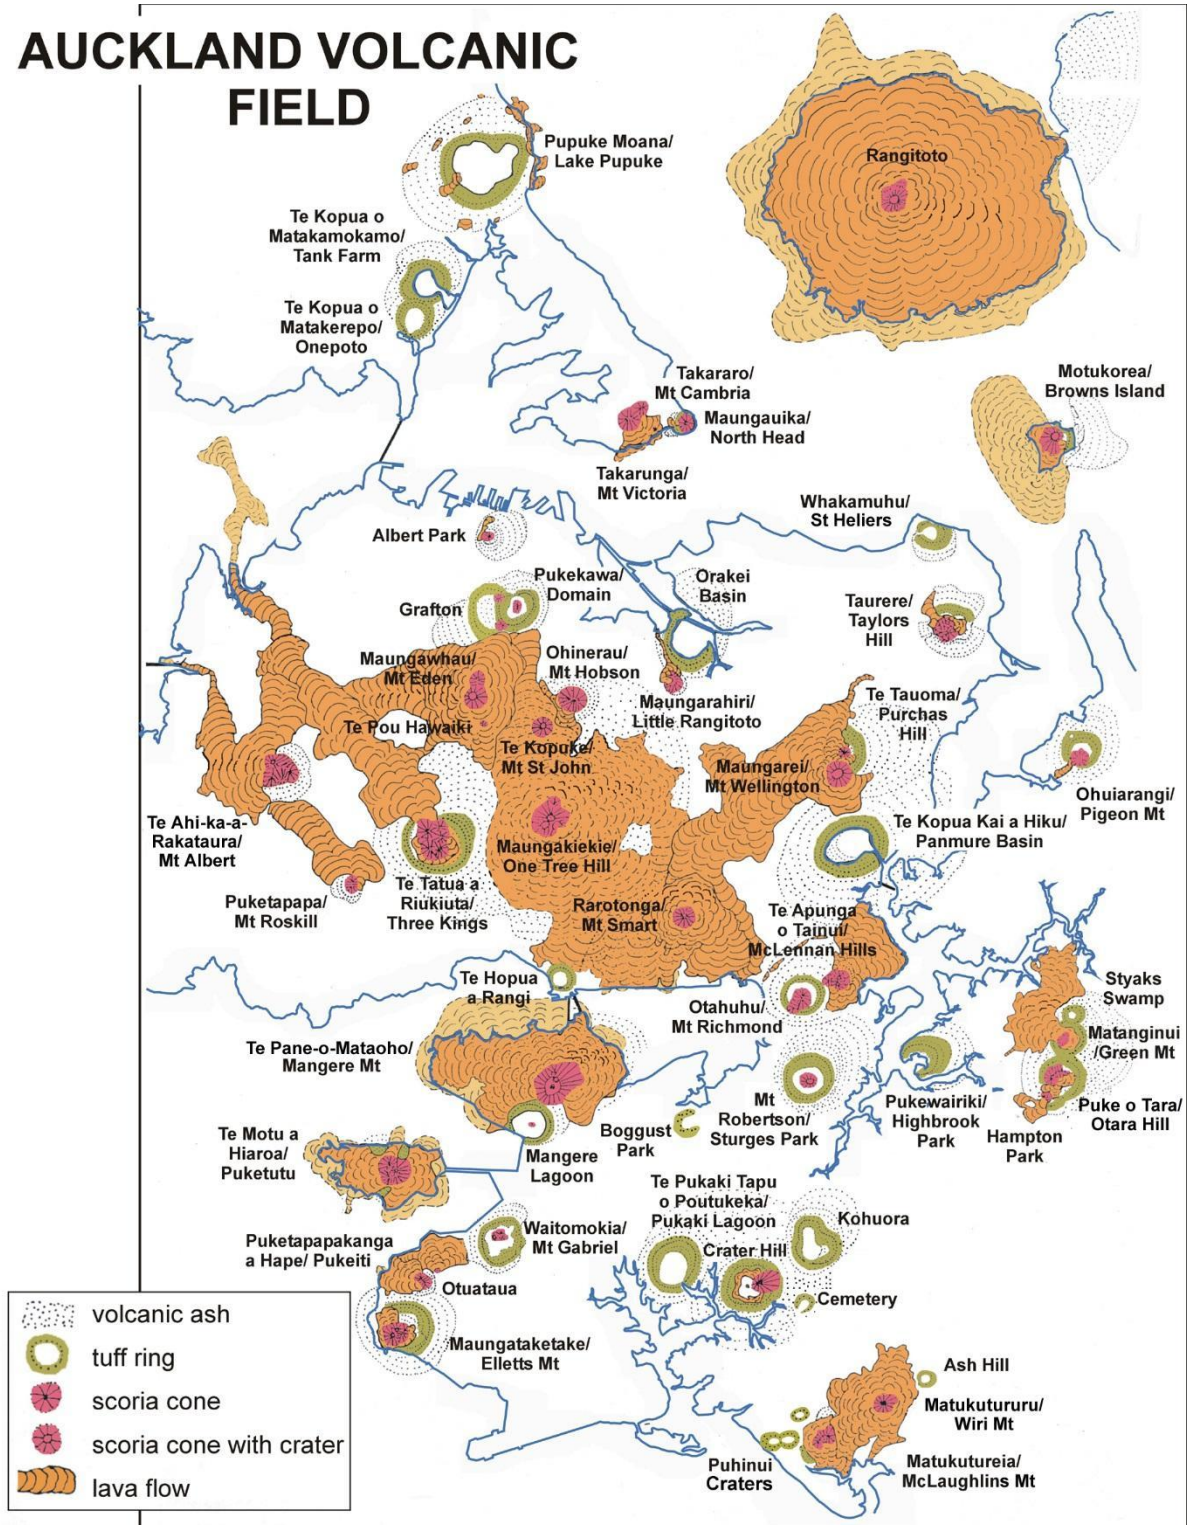 AUCKLAND VOLCANIC
FIELD
Pupuke Moana/
Lake Pupuke
Rangitoto
Te Kopua o
Matakamokamo/
Tank Farm
Te Kopua o
Matakerepo/
Onepoto
Takararo/
Mt Cambria
Maungauika/
North Head
Takarunga/
Mt Victoria
Motukorea/
Browns Island
Whakamuhu/
St Heliers
Albert Park
Pukekawa/
Domain
Grafton
Orakei
Basin
Taurere/
Taylors
Hill
Maungawhau/
Mt Eden
Ohinerau/
Mt Hobson
Maungarahiri/
Little Rangitoto
Te Tauoma/
Purchas
Hill
Te Pou Hawaiki
Te Kopuke/
Mt St John
Maungarei/
Mt Wellington
Ohuiarangi/
Pigeon Mt
Te Ahi-ka-a-
Rakataura/
Mt Albert
Te Kopua Kai a Hiku/
Panmure Basin
Maungakiekie/
One Tree Hill
Puketapapa/
Mt Roskill
Te Tatua a
Riukiuta/
Three Kings
Rarotonga/
Mt Smart
Te Apunga
o Tainui/
McLennan Hills
Te Hopua
a Rangi
Otahuhu/
Mt Richmond
Styaks
Swamp
Matanginui
/Green Mt
Te Pane-o-Mataoho/
Mangere Mt
Mt
Robertson/
Sturges Park
Pukewairiki/
Highbrook
Park
Puke o Tara/
Otara Hill
Hampton
Park
Boggust
Park
Te Motu a
Hiaroa/
Puketutu
Mangere
Lagoon
Te Pukaki Tapu
o Poutukeka/
Pukaki Lagoon
Kohuora
Waitomokia/
Mt Gabriel
Puketapapakanga
a Hape/ Pukeiti
Crater Hill
Otuataua
Cemetery
Maungataketake/
Elletts Mt
Ash Hill
Matukutururu/
Wiri Mt
Puhinui
Craters
Matukutureia/
McLaughlins Mt
volcanic ash
tuff ring
scoria cone
scoria cone with crater
lava flow